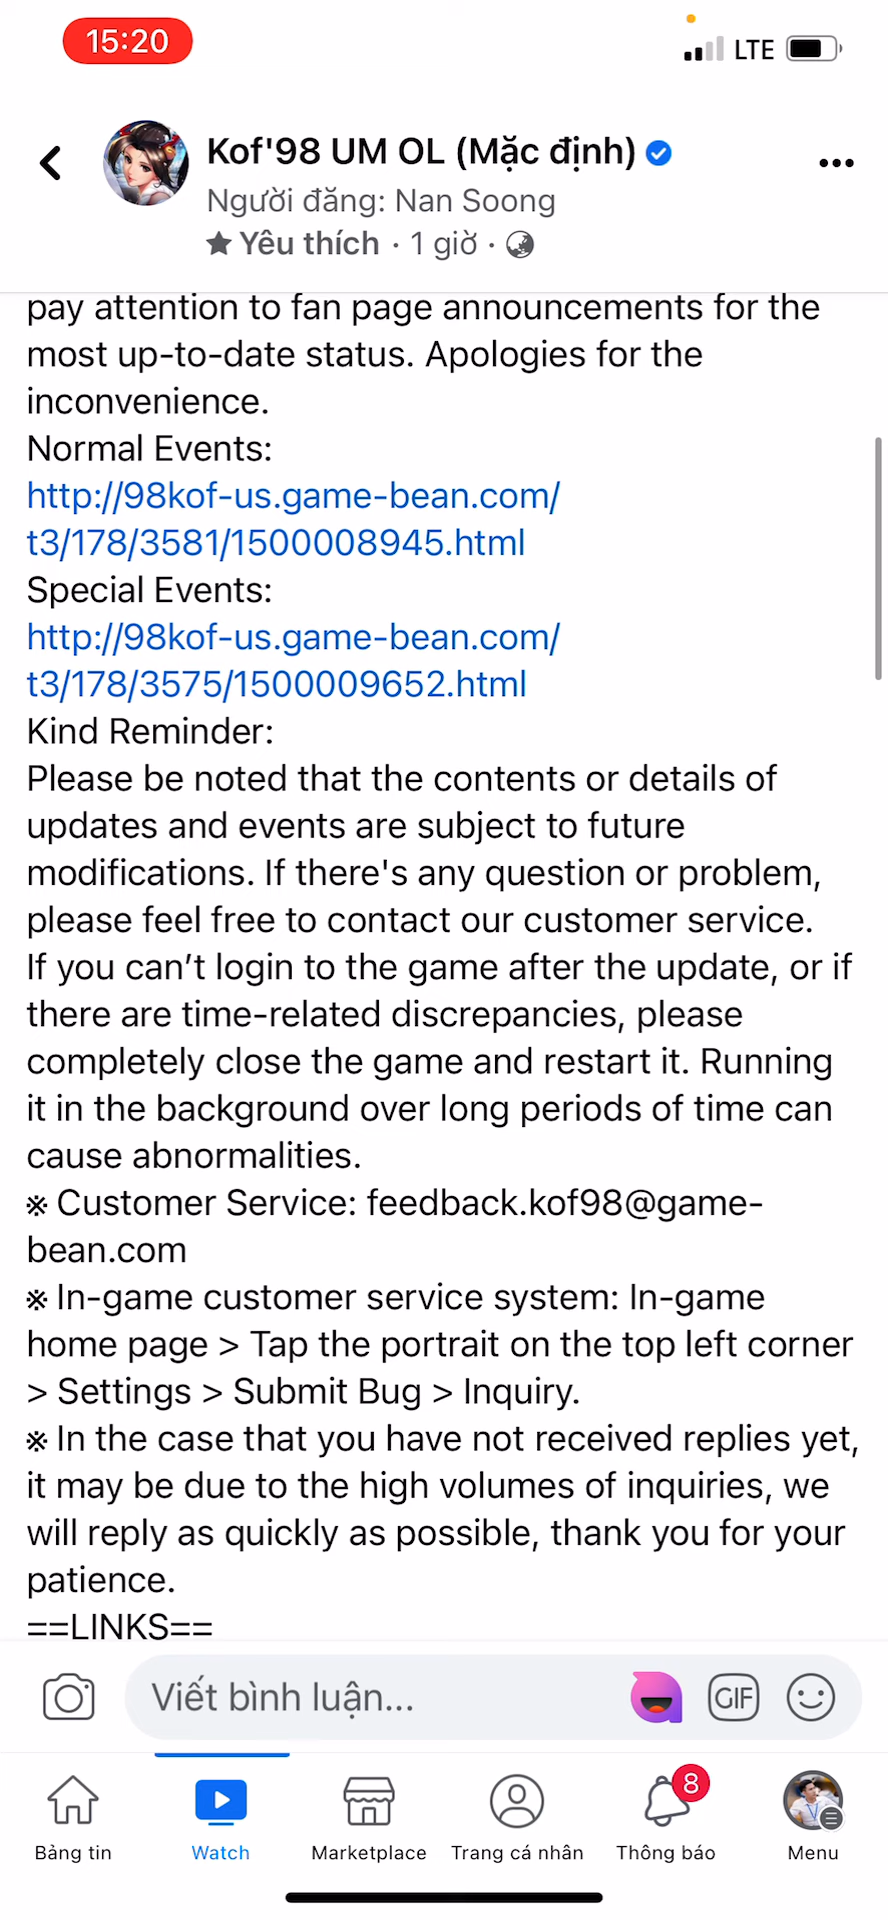 15:20
LTE
Kof'98 UM OL (Mặc định)
Người đăng: Nan Soong
Yêu thích · 1 giờ ·
pay attention to fan page announcements for the
most up-to-date status. Apologies for the
inconvenience.
Normal Events:
http://98kof-us.game-bean.com/
t3/178/3581/1500008945.html
Special Events:
http://98kof-us.game-bean.com/
t3/178/3575/1500009652.html
Kind Reminder:
Please be noted that the contents or details of
updates and events are subject to future
modifications. If there's any question or problem,
please feel free to contact our customer service.
If you can’t login to the game after the update, or if
there are time-related discrepancies, please
completely close the game and restart it. Running
it in the background over long periods of time can
cause abnormalities.
※ Customer Service: feedback.kof98@game-
bean.com
※ In-game customer service system: In-game
home page > Tap the portrait on the top left corner
> Settings > Submit Bug > Inquiry.
※ In the case that you have not received replies yet,
it may be due to the high volumes of inquiries, we
will reply as quickly as possible, thank you for your
patience.
==LINKS==
Viết bình luận...
GIF
8
Bảng tin
Watch
Marketplace
Trang cá nhân
Thông báo
Menu